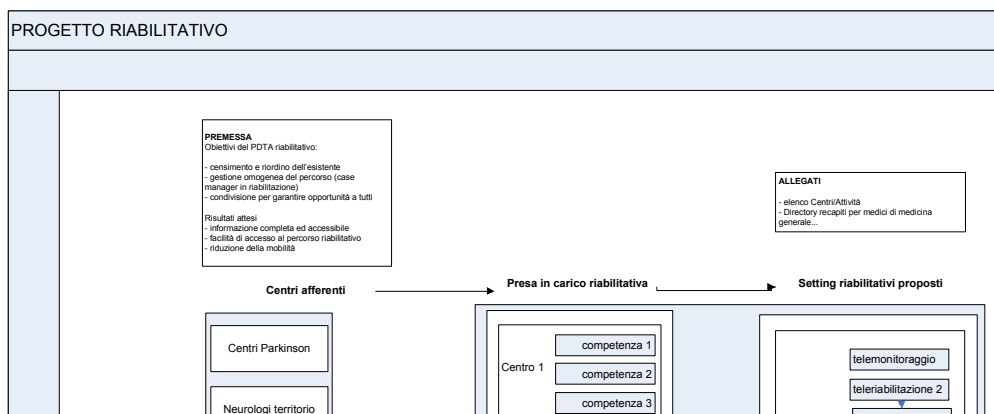 PROGETTO RIABILITATIVO
PREMESSA
Obiettivi del PDTA riabilitativo:
- censimento e riordino dell'esistente
- gestione omogenea del percorso (case
manager in riabilitazione)
- condivisione per garantire opportunità a tutti
Risultati attesi
- informazione completa ed accessibile
- facilità di accesso al percorso riabilitativo
- riduzione della mobilità
ALLEGATI
- elenco Centri/Attività
- Directory recapiti per medici di medicina
generale...
Centri afferenti
Presa in carico riabilitativa
Setting riabilitativi proposti
Centri Parkinson
Neurologi territorio
Centro 1
competenza 1
competenza 2
competenza 3
telemonitoraggio
teleriabilitazione 2